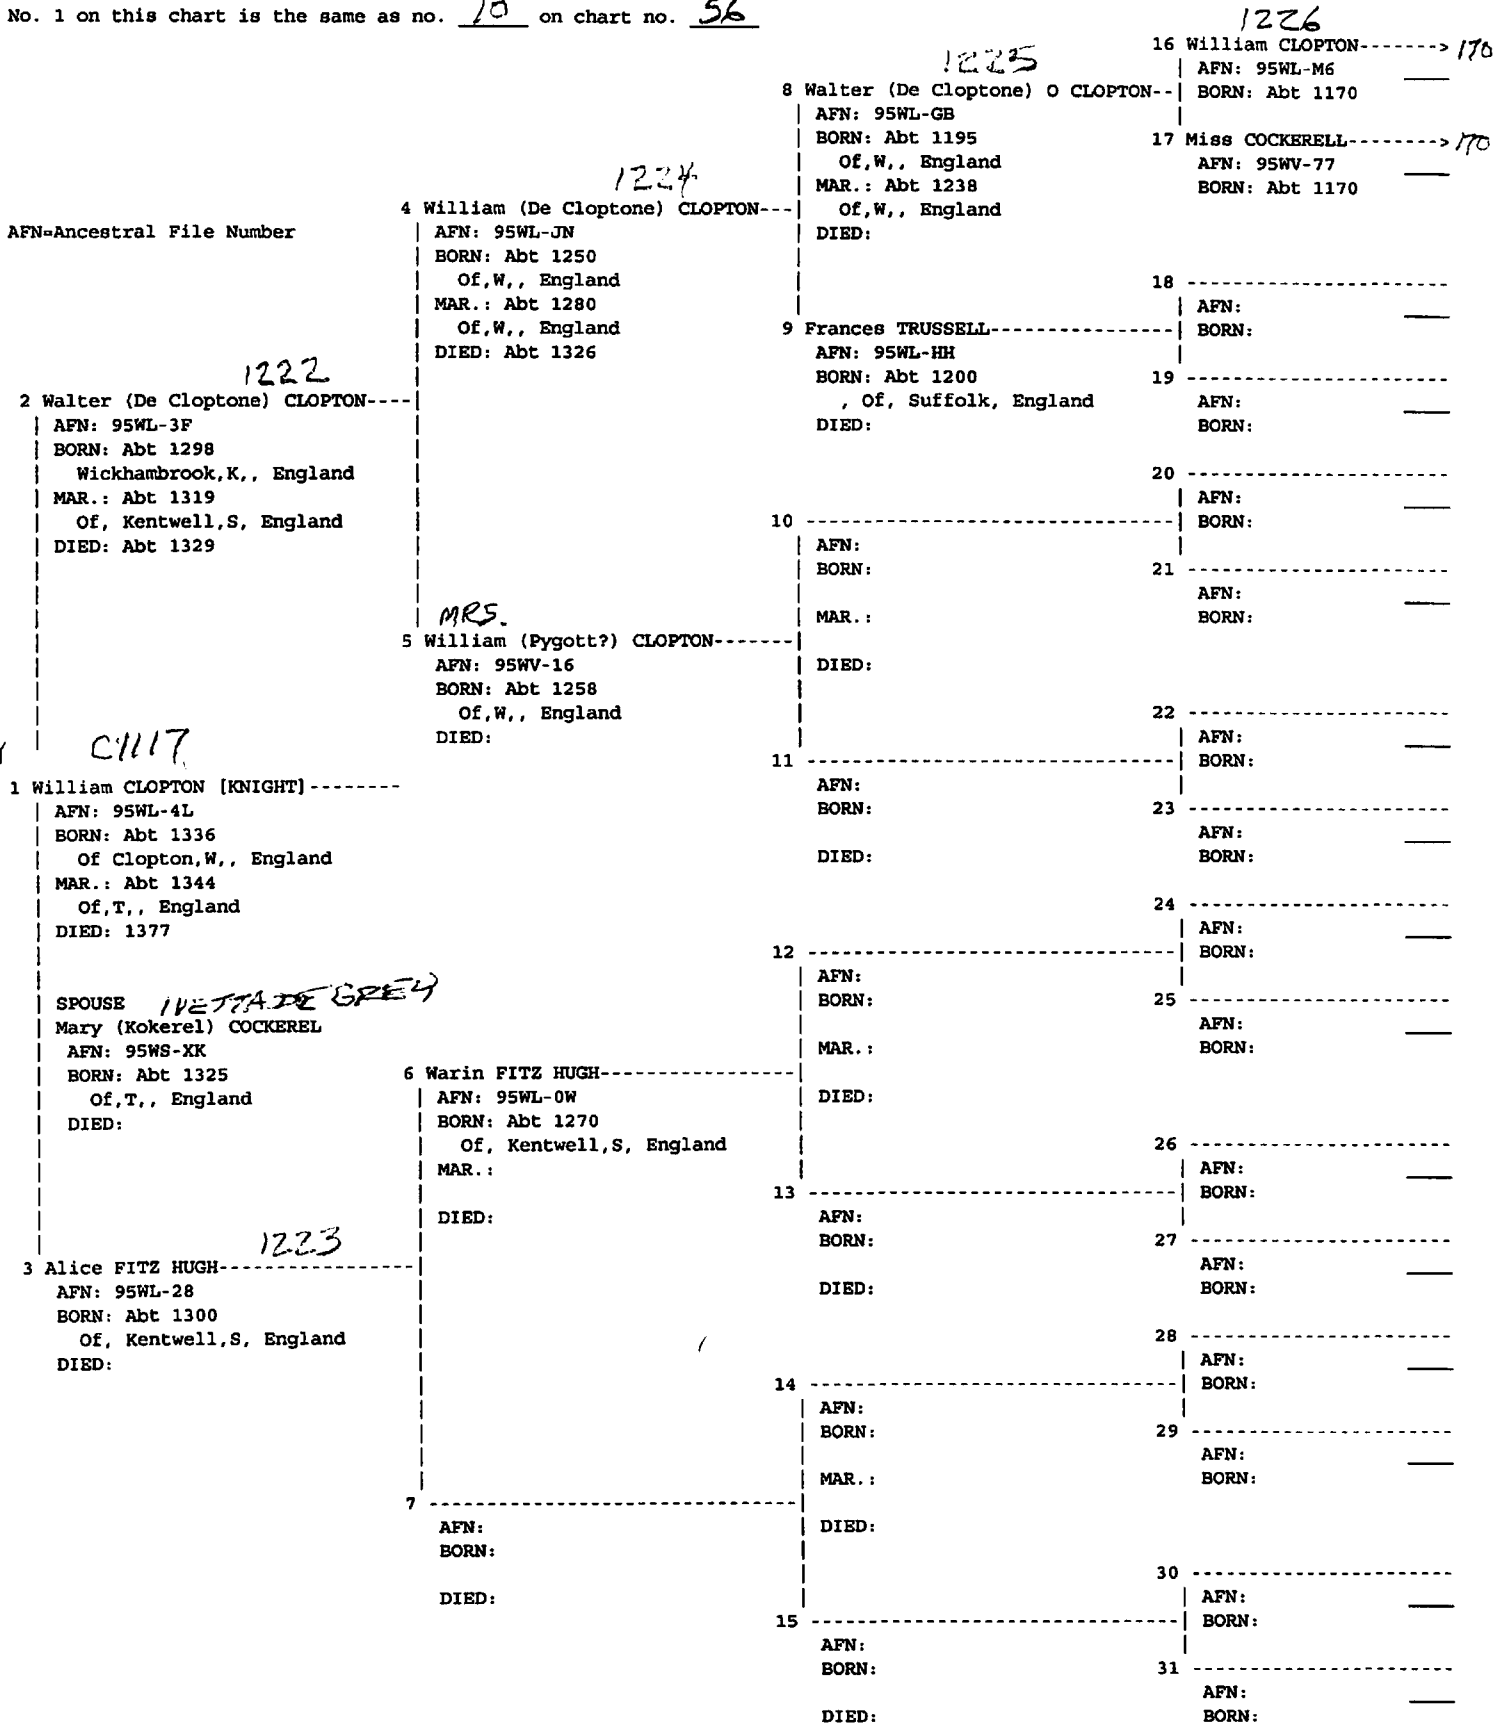 No. 1 on this chart is the same as no. 10 on chart no. 56
1226
16 William CLOPTON-------> 170
AFN: 95WL-M6
BORN: Abt 1170
1225
8 Walter (De Cloptone) O CLOPTON--
AFN: 95WL-GB
BORN: Abt 1195
Of,W,, England
MAR.: Abt 1238
Of,W,, England
DIED:
17 Miss COCKERELL--------> 170
AFN: 95WV-77
BORN: Abt 1170
1224
4 William (De Cloptone) CLOPTON---
AFN: 95WL-JN
BORN: Abt 1250
Of,W,, England
MAR.: Abt 1280
Of,W,, England
DIED: Abt 1326
AFN=Ancestral File Number
18
AFN:
BORN:
9 Frances TRUSSELL---------------
AFN: 95WL-HH
BORN: Abt 1200
, Of, Suffolk, England
DIED:
19
AFN:
BORN:
1222
2 Walter (De Cloptone) CLOPTON----
AFN: 95WL-3F
BORN: Abt 1298
Wickhambrook,K,, England
MAR.: Abt 1319
Of, Kentwell,S, England
DIED: Abt 1329
20
AFN:
BORN:
10
AFN:
BORN:
MAR.:
DIED:
21
AFN:
BORN:
MRS.
5 William (Pygott?) CLOPTON-------
AFN: 95WV-16
BORN: Abt 1258
Of,W,, England
DIED:
22
AFN:
BORN:
11
AFN:
BORN:
DIED:
23
AFN:
BORN:
C1117
1 William CLOPTON [KNIGHT]--------
AFN: 95WL-4L
BORN: Abt 1336
Of Clopton,W,, England
MAR.: Abt 1344
Of,T,, England
DIED: 1377
24
AFN:
BORN:
12
AFN:
BORN:
MAR.:
DIED:
25
AFN:
BORN:
SPOUSE IVETTA DE GREY
Mary (Kokerel) COCKEREL
AFN: 95WS-XK
BORN: Abt 1325
Of,T,, England
DIED:
6 Warin FITZ HUGH----------------
AFN: 95WL-0W
BORN: Abt 1270
Of, Kentwell,S, England
MAR.:
DIED:
26
AFN:
BORN:
13
AFN:
BORN:
DIED:
27
AFN:
BORN:
1223
3 Alice FITZ HUGH----------------
AFN: 95WL-28
BORN: Abt 1300
Of, Kentwell,S, England
DIED:
28
AFN:
BORN:
14
AFN:
BORN:
MAR.:
DIED:
29
AFN:
BORN:
7
AFN:
BORN:
DIED:
30
AFN:
BORN:
15
AFN:
BORN:
DIED:
31
AFN:
BORN: